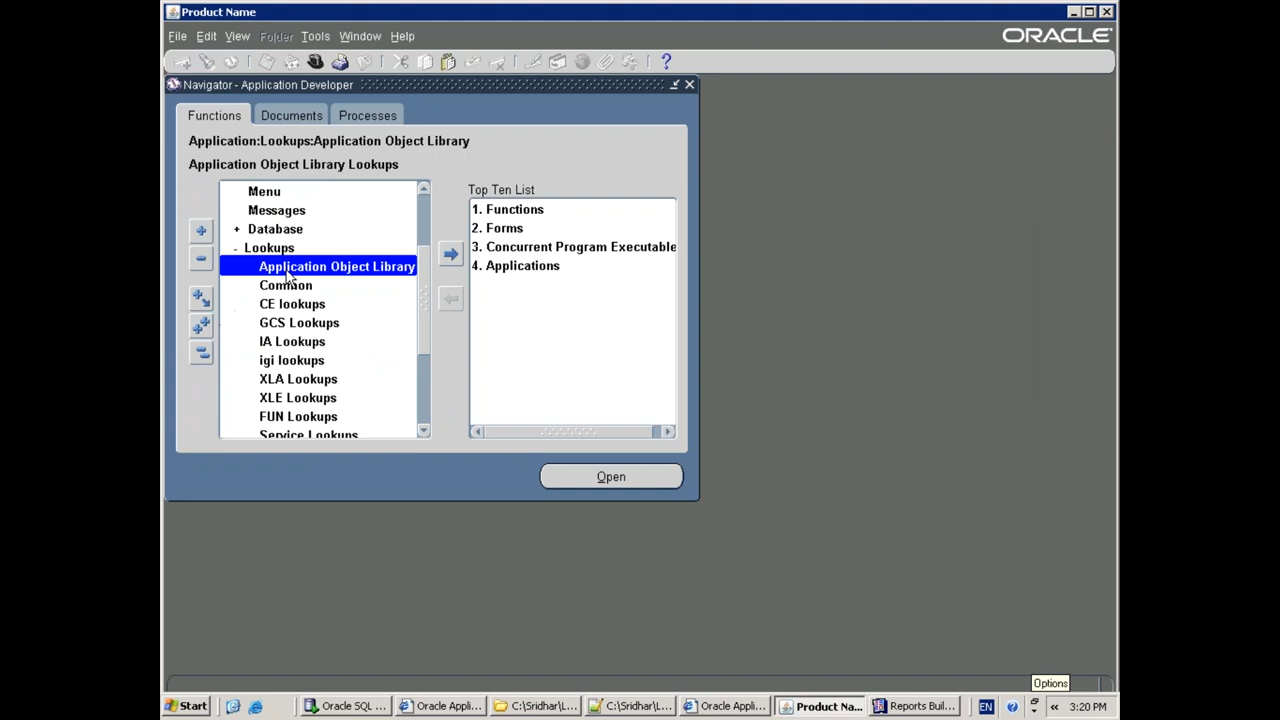 Product Name
File Edit View Folder Tools Window Help
ORACLE
Navigator - Application Developer
Functions Documents Processes
Application:Lookups:Application Object Library
Application Object Library Lookups
Menu
Messages
+ Database
- Lookups
Application Object Library
Common
CE lookups
GCS Lookups
IA Lookups
igi lookups
XLA Lookups
XLE Lookups
FUN Lookups
Service Lookups
Top Ten List
1. Functions
2. Forms
3. Concurrent Program Executable
4. Applications
Open
Options
Start Oracle SQL ... Oracle Appli... C:\Sridhar\L... C:\Sridhar\L... Oracle Appli... Product Na... Reports Buil... EN 3:20 PM